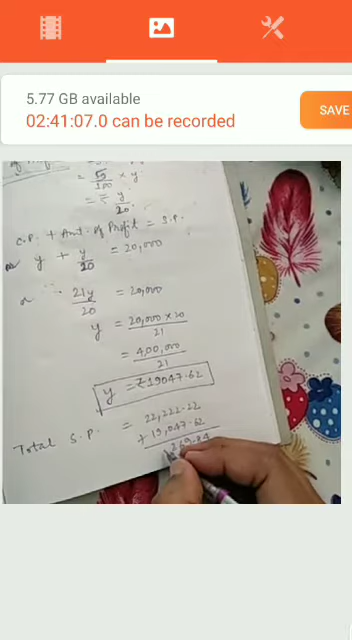 5.77 GB available
02:41:07.0 can be recorded
SAVE
= 5/100 × y
= ₹ y/20
C.P. + Amt. of Profit = S.P.
y + y/20 = 20,000
21y/20 = 20,000
y = 20,000 × 20/21
= 4,00,000/21
y = ₹19047.62
Total S.P. = 22,222.22
+ 19,047.62
269.84